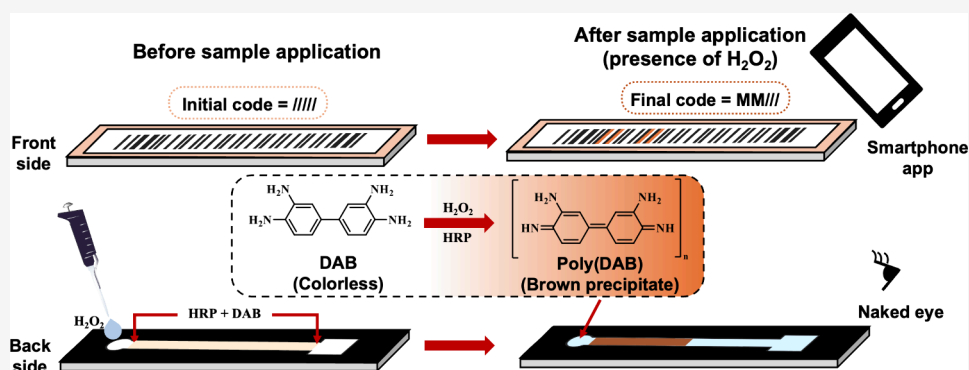 Before sample application
After sample application
(presence of H₂O₂)
Initial code = /////
Final code = MM///
Front
side
Smartphone
app
H₂N
NH₂
H₂N
NH₂
H₂O₂
HRP
H₂N
NH₂
HN
NH
n
DAB
(Colorless)
Poly(DAB)
(Brown precipitate)
Naked eye
H₂O₂
HRP + DAB
Back
side